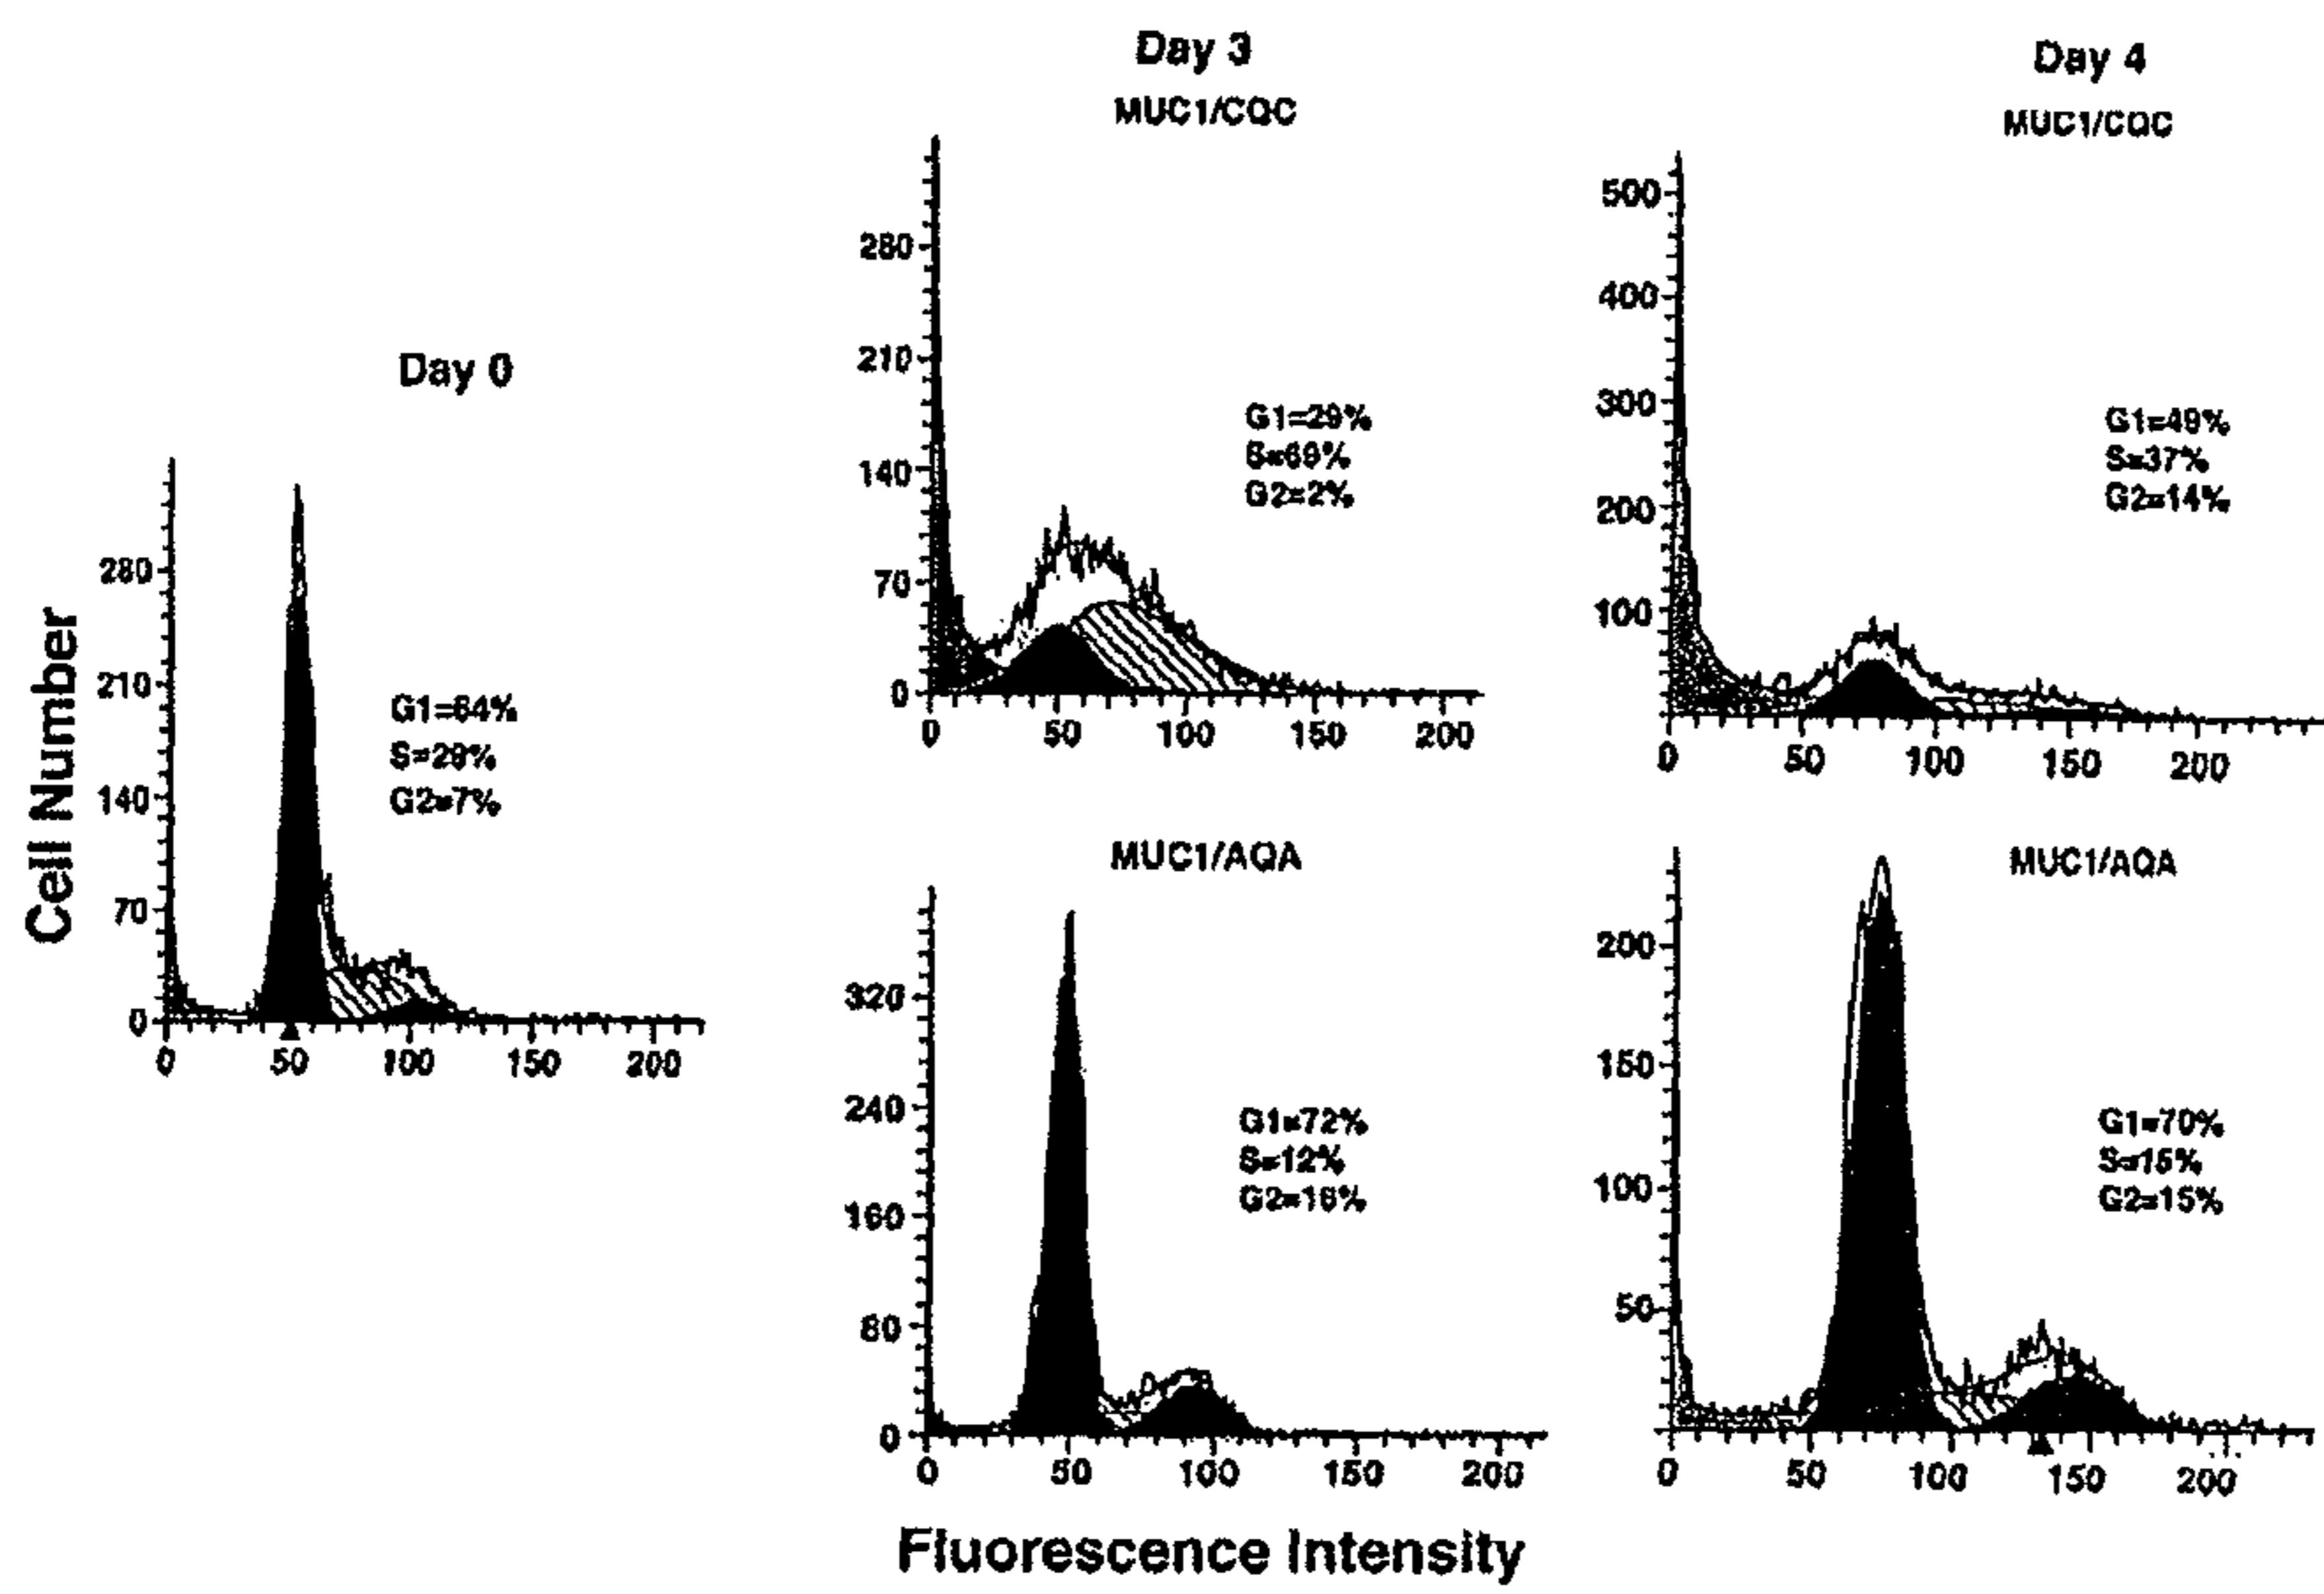 Day 0
Cell Number
280
210
140
70
0
G1=64%
S=29%
G2=7%
0 50 100 150 200
Day 3
MUC1/CQC
280
210
140
70
0
G1=29%
S=69%
G2=2%
0 50 100 150 200
Day 4
MUC1/CQC
500
400
300
200
100
G1=49%
S=37%
G2=14%
0 50 100 150 200
MUC1/AQA
320
240
160
80
0
G1=72%
S=12%
G2=16%
0 50 100 150 200
MUC1/AQA
200
150
100
50
G1=70%
S=15%
G2=15%
0 50 100 150 200
Fluorescence Intensity